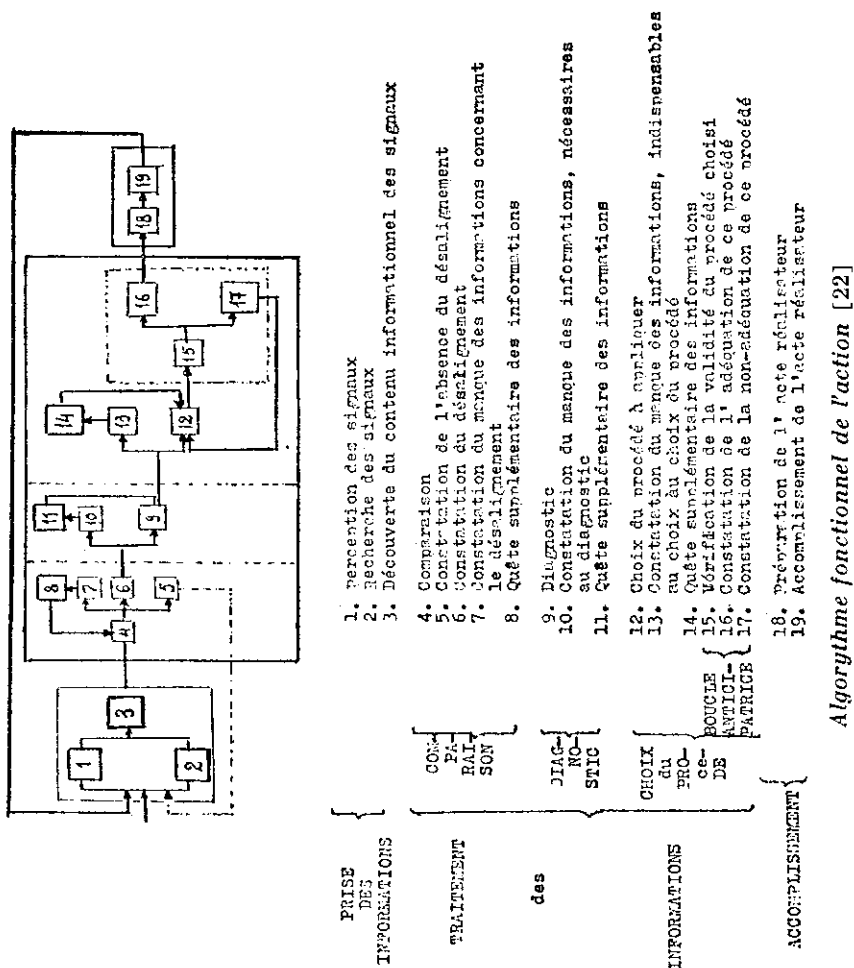 1
2
3
4
5
6
7
8
9
10
11
12
13
14
15
16
17
18
19
PRISE
DES
INFORMATIONS
1. Perception des signaux
2. Recherche des signaux
3. Découverte du contenu informationnel des signaux
TRAITEMENT
des
INFORMATIONS
COM-
PA-
RAI-
SON
4. Comparaison
5. Constatation de l'absence du désalignement
6. Constatation du désalignement
7. Constatation du manque des informations concernant
le désalignement
8. Quête supplémentaire des informations
DIAG-
NO-
STIC
9. Diagnostic
10. Constatation du manque des informations, nécessaires
au diagnostic
11. Quête supplémentaire des informations
CHOIX
du
PRO-
ce-
DE
12. Choix du procédé à appliquer
13. Constatation du manque des informations, indispensables
au choix du procédé
14. Quête supplémentaire des informations
BOUCLE
ANTICI-
PATRICE
15. Vérification de la validité du procédé choisi
16. Constatation de l'adéquation de ce procédé
17. Constatation de la non-adéquation de ce procédé
ACCOMPLISSEMENT
18. Préparation de l'acte réalisateur
19. Accomplissement de l'acte réalisateur
Algorythme fonctionnel de l'action [22]